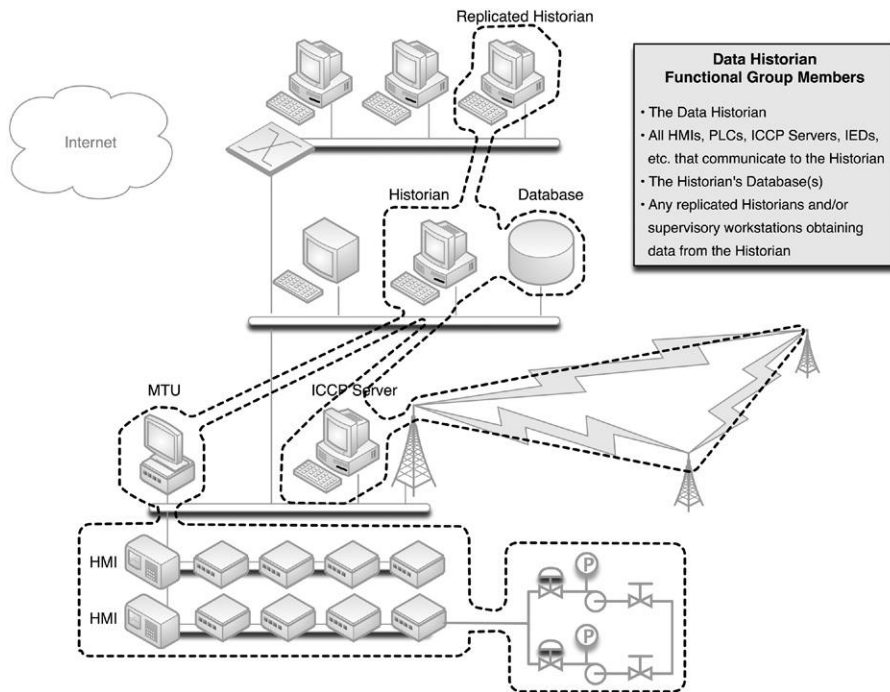 Replicated Historian
Internet
Data Historian
Functional Group Members
• The Data Historian
• All HMIs, PLCs, ICCP Servers, IEDs,
etc. that communicate to the Historian
• The Historian's Database(s)
• Any replicated Historians and/or
supervisory workstations obtaining
data from the Historian
Historian
Database
MTU
ICCP Server
HMI
P
HMI
P